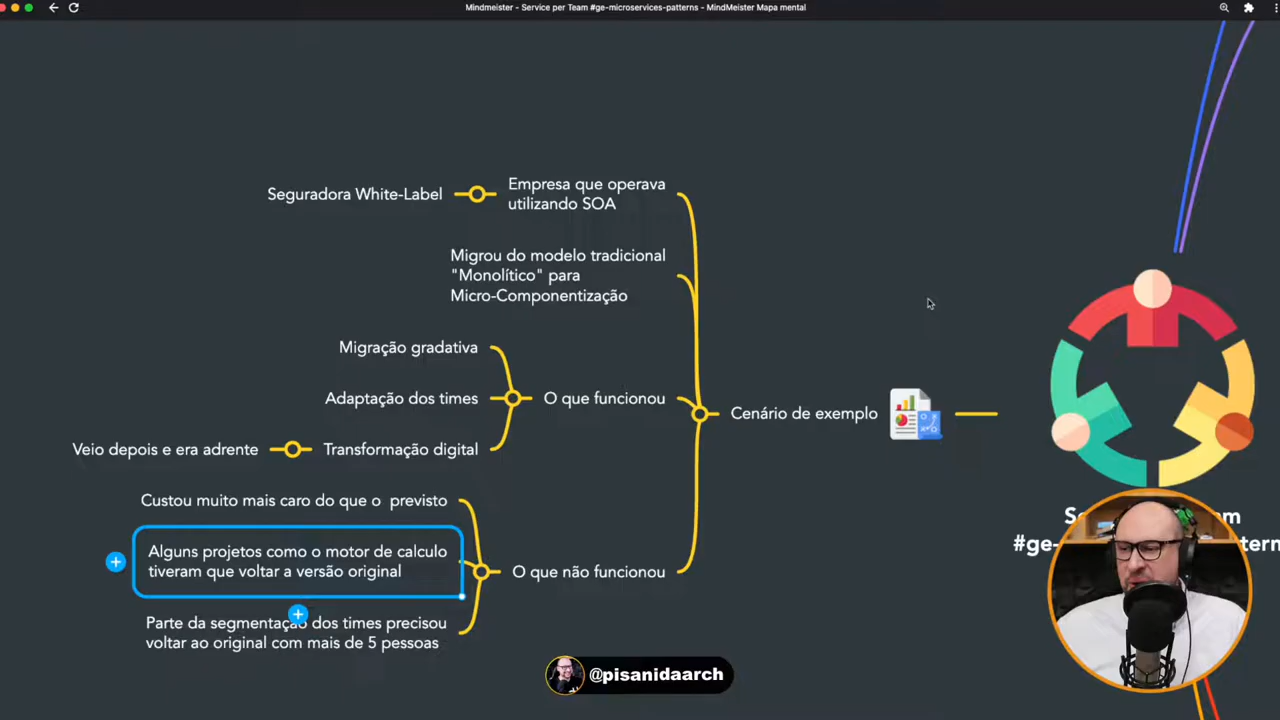 Mindmeister - Service per Team #ge-microservices-patterns - MindMeister Mapa mental
Seguradora White-Label
Empresa que operava
utilizando SOA
Migrou do modelo tradicional
"Monolítico" para
Micro-Componentização
Migração gradativa
Adaptação dos times
O que funcionou
Cenário de exemplo
Veio depois e era adrente
Transformação digital
Custou muito mais caro do que o previsto
Alguns projetos como o motor de calculo
tiveram que voltar a versão original
O que não funcionou
Parte da segmentação dos times precisou
voltar ao original com mais de 5 pessoas
#ge-
@pisanidaarch